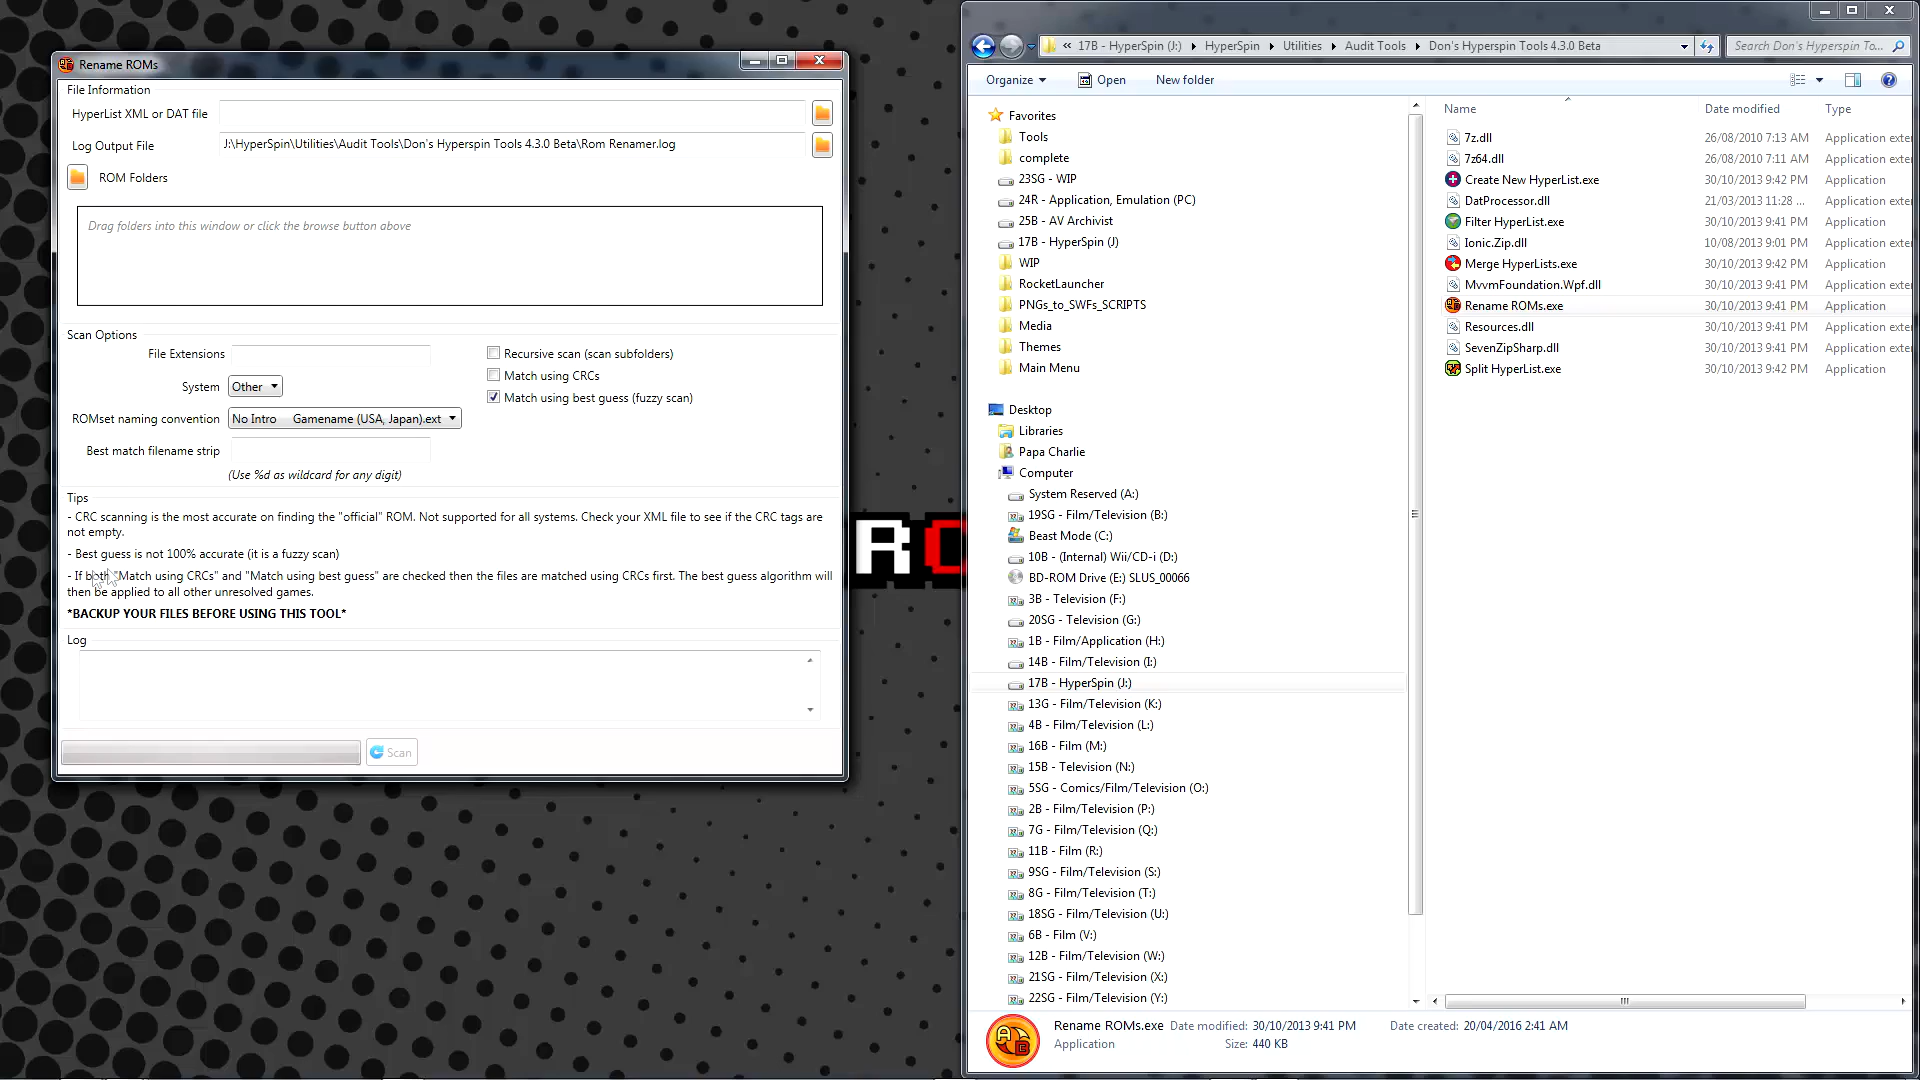 Rename ROMs
File Information
HyperList XML or DAT file
Log Output File
J:\HyperSpin\Utilities\Audit Tools\Don's Hyperspin Tools 4.3.0 Beta\Rom Renamer.log
ROM Folders
Drag folders into this window or click the browse button above
Scan Options
File Extensions
Recursive scan (scan subfolders)
Match using CRCs
System Other
Match using best guess (fuzzy scan)
ROMset naming convention No Intro Gamename (USA, Japan).ext
Best match filename strip
(Use %d as wildcard for any digit)
Tips
- CRC scanning is the most accurate on finding the "official" ROM. Not supported for all systems. Check your XML file to see if the CRC tags are
not empty.
- Best guess is not 100% accurate (it is a fuzzy scan)
- If both "Match using CRCs" and "Match using best guess" are checked then the files are matched using CRCs first. The best guess algorithm will
then be applied to all other unresolved games.
*BACKUP YOUR FILES BEFORE USING THIS TOOL*
Log
Scan
R
« 17B - HyperSpin (J:) HyperSpin Utilities Audit Tools Don's Hyperspin Tools 4.3.0 Beta
Search Don's Hyperspin To...
Organize Open New folder
Favorites
Tools
complete
23SG - WIP
24R - Application, Emulation (PC)
25B - AV Archivist
17B - HyperSpin (J)
WIP
RocketLauncher
PNGs_to_SWFs_SCRIPTS
Media
Themes
Main Menu
Desktop
Libraries
Papa Charlie
Computer
System Reserved (A:)
19SG - Film/Television (B:)
Beast Mode (C:)
10B - (Internal) Wii/CD-i (D:)
BD-ROM Drive (E:) SLUS_00066
3B - Television (F:)
20SG - Television (G:)
1B - Film/Application (H:)
14B - Film/Television (I:)
17B - HyperSpin (J:)
13G - Film/Television (K:)
4B - Film/Television (L:)
16B - Film (M:)
15B - Television (N:)
5SG - Comics/Film/Television (O:)
2B - Film/Television (P:)
7G - Film/Television (Q:)
11B - Film (R:)
9SG - Film/Television (S:)
8G - Film/Television (T:)
18SG - Film/Television (U:)
6B - Film (V:)
12B - Film/Television (W:)
21SG - Film/Television (X:)
22SG - Film/Television (Y:)
Name Date modified Type
7z.dll 26/08/2010 7:13 AM Application exte
7z64.dll 26/08/2010 7:11 AM Application exte
Create New HyperList.exe 30/10/2013 9:42 PM Application
DatProcessor.dll 21/03/2013 11:28 ... Application exte
Filter HyperList.exe 30/10/2013 9:41 PM Application
Ionic.Zip.dll 10/08/2013 9:01 PM Application exte
Merge HyperLists.exe 30/10/2013 9:42 PM Application
MvvmFoundation.Wpf.dll 30/10/2013 9:41 PM Application exte
Rename ROMs.exe 30/10/2013 9:41 PM Application
Resources.dll 30/10/2013 9:41 PM Application exte
SevenZipSharp.dll 30/10/2013 9:41 PM Application exte
Split HyperList.exe 30/10/2013 9:42 PM Application
Rename ROMs.exe Date modified: 30/10/2013 9:41 PM Date created: 20/04/2016 2:41 AM
Application Size: 440 KB